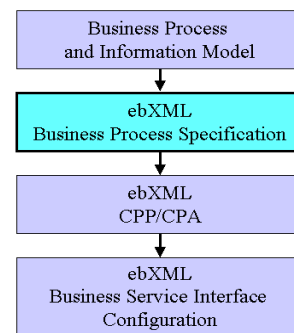 Business Process
and Information Model
ebXML
Business Process Specification
ebXML
CPP/CPA
ebXML
Business Service Interface
Configuration